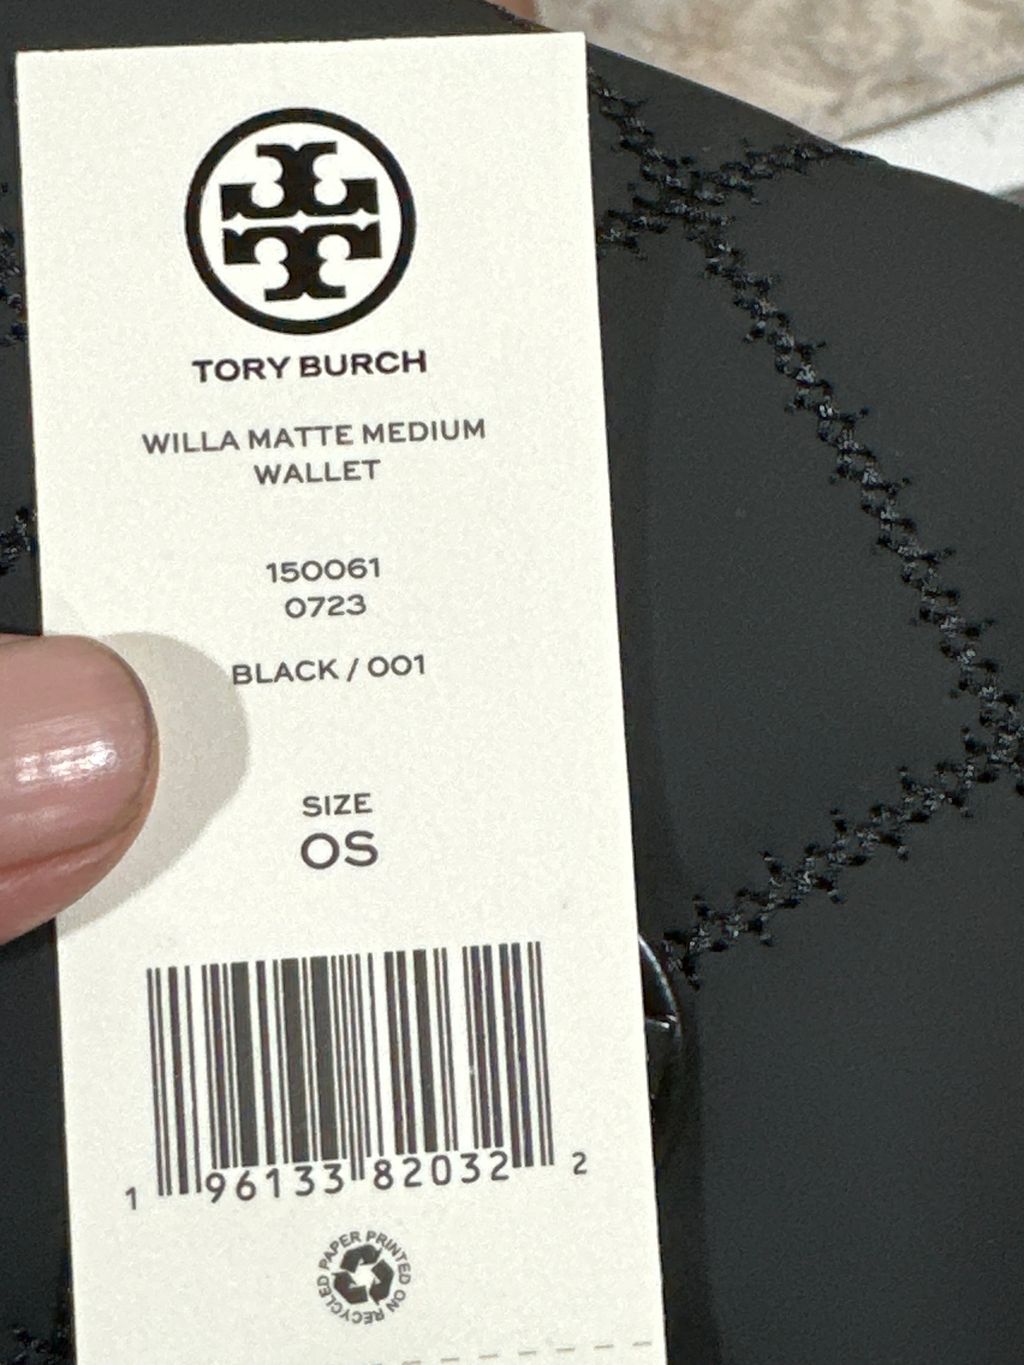 TORY BURCH
WILLA MATTE MEDIUM
WALLET
150061
0723
BLACK / 001
SIZE
OS
1 96133 82032 2
PRINTED ON RECYCLED PAPER